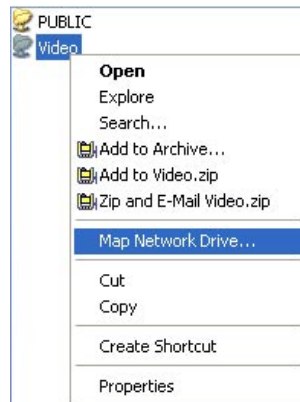 PUBLIC
Video
Open
Explore
Search...
Add to Archive...
Add to Video.zip
Zip and E-Mail Video.zip
Map Network Drive...
Cut
Copy
Create Shortcut
Properties